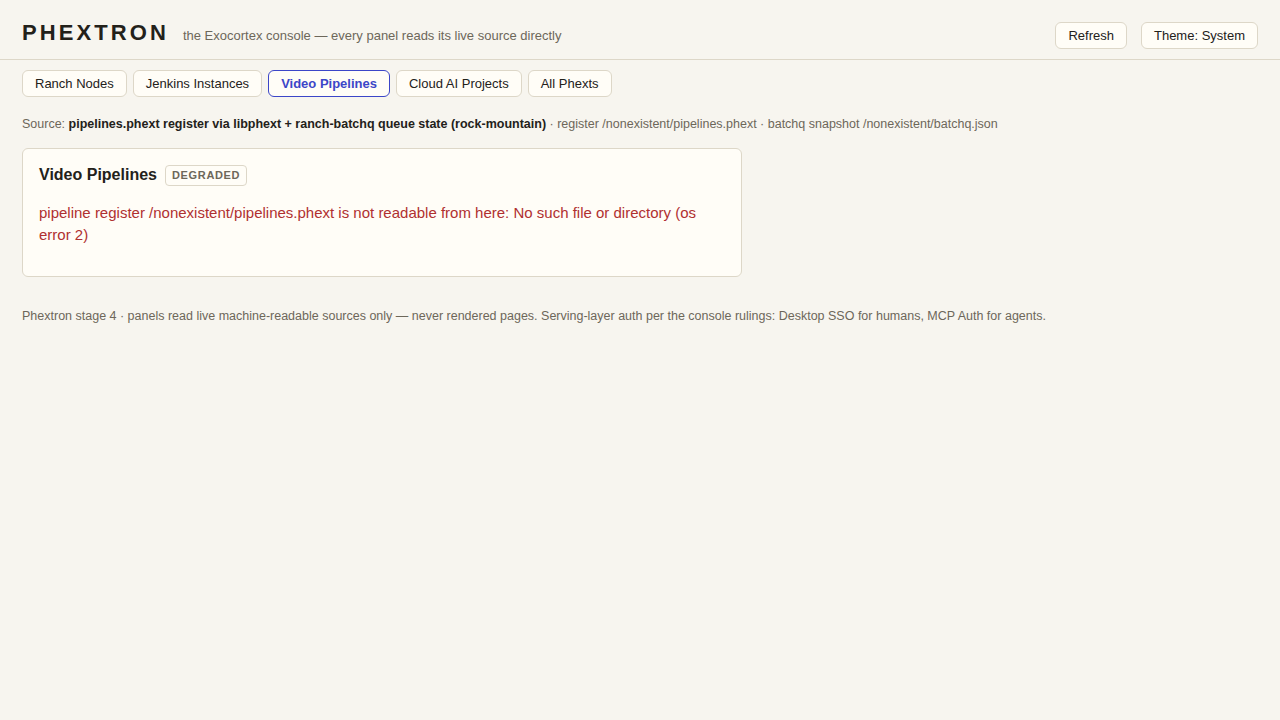 PHEXTRON the Exocortex console — every panel reads its live source directly Refresh Theme: System
Ranch Nodes Jenkins Instances Video Pipelines Cloud AI Projects All Phexts
Source: pipelines.phext register via libphext + ranch-batchq queue state (rock-mountain) · register /nonexistent/pipelines.phext · batchq snapshot /nonexistent/batchq.json
Video Pipelines DEGRADED
pipeline register /nonexistent/pipelines.phext is not readable from here: No such file or directory (os
error 2)
Phextron stage 4 · panels read live machine-readable sources only — never rendered pages. Serving-layer auth per the console rulings: Desktop SSO for humans, MCP Auth for agents.